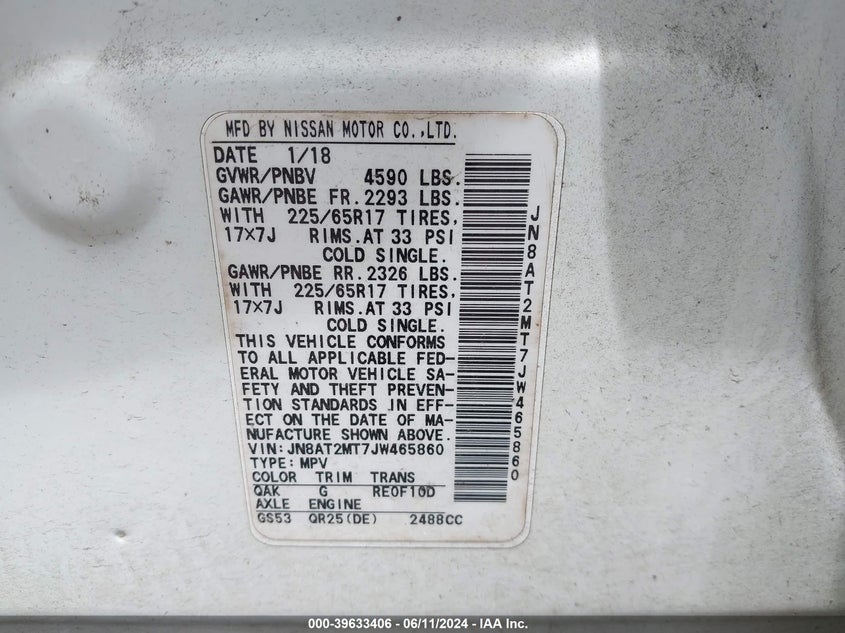 MFD BY NISSAN MOTOR CO.,LTD.
DATE 1/18
GVWR/PNBV 4590 LBS.
GAWR/PNBE FR. 2293 LBS.
WITH 225/65R17 TIRES,
17×7J RIMS.AT 33 PSI
COLD SINGLE.
GAWR/PNBE RR. 2326 LBS.
WITH 225/65R17 TIRES,
17×7J RIMS.AT 33 PSI
COLD SINGLE.
THIS VEHICLE CONFORMS
TO ALL APPLICABLE FED-
ERAL MOTOR VEHICLE SA-
FETY AND THEFT PREVEN-
TION STANDARDS IN EFF-
ECT ON THE DATE OF MA-
NUFACTURE SHOWN ABOVE.
VIN: JN8AT2MT7JW465860
TYPE: MPV
COLOR TRIM TRANS
QAK G RE0F10D
AXLE ENGINE
GS53 QR25(DE) 2488CC
JN8AT2MT7JW465860
000-39633406 - 06/11/2024 - IAA Inc.